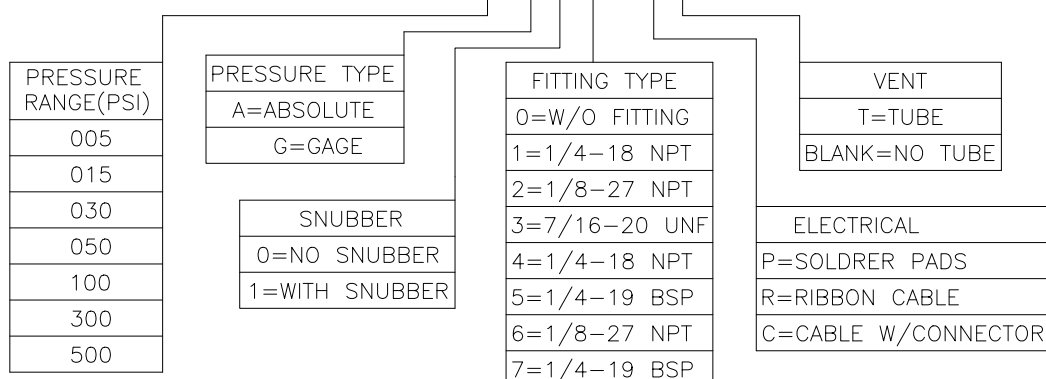 PRESSURE
RANGE(PSI)
005
015
030
050
100
300
500
PRESSURE TYPE
A=ABSOLUTE
G=GAGE
SNUBBER
0=NO SNUBBER
1=WITH SNUBBER
FITTING TYPE
0=W/O FITTING
1=1/4-18 NPT
2=1/8-27 NPT
3=7/16-20 UNF
4=1/4-18 NPT
5=1/4-19 BSP
6=1/8-27 NPT
7=1/4-19 BSP
VENT
T=TUBE
BLANK=NO TUBE
ELECTRICAL
P=SOLDRER PADS
R=RIBBON CABLE
C=CABLE W/CONNECTOR